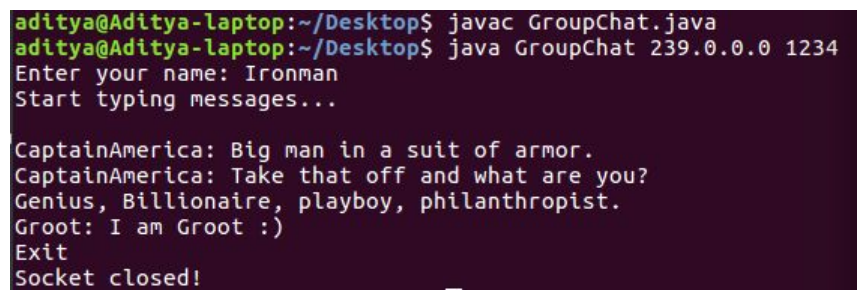 aditya@Aditya-laptop:~/Desktop$ javac GroupChat.java
aditya@Aditya-laptop:~/Desktop$ java GroupChat 239.0.0.0 1234
Enter your name: Ironman
Start typing messages...
CaptainAmerica: Big man in a suit of armor.
CaptainAmerica: Take that off and what are you?
Genius, Billionaire, playboy, philanthropist.
Groot: I am Groot :)
Exit
Socket closed!